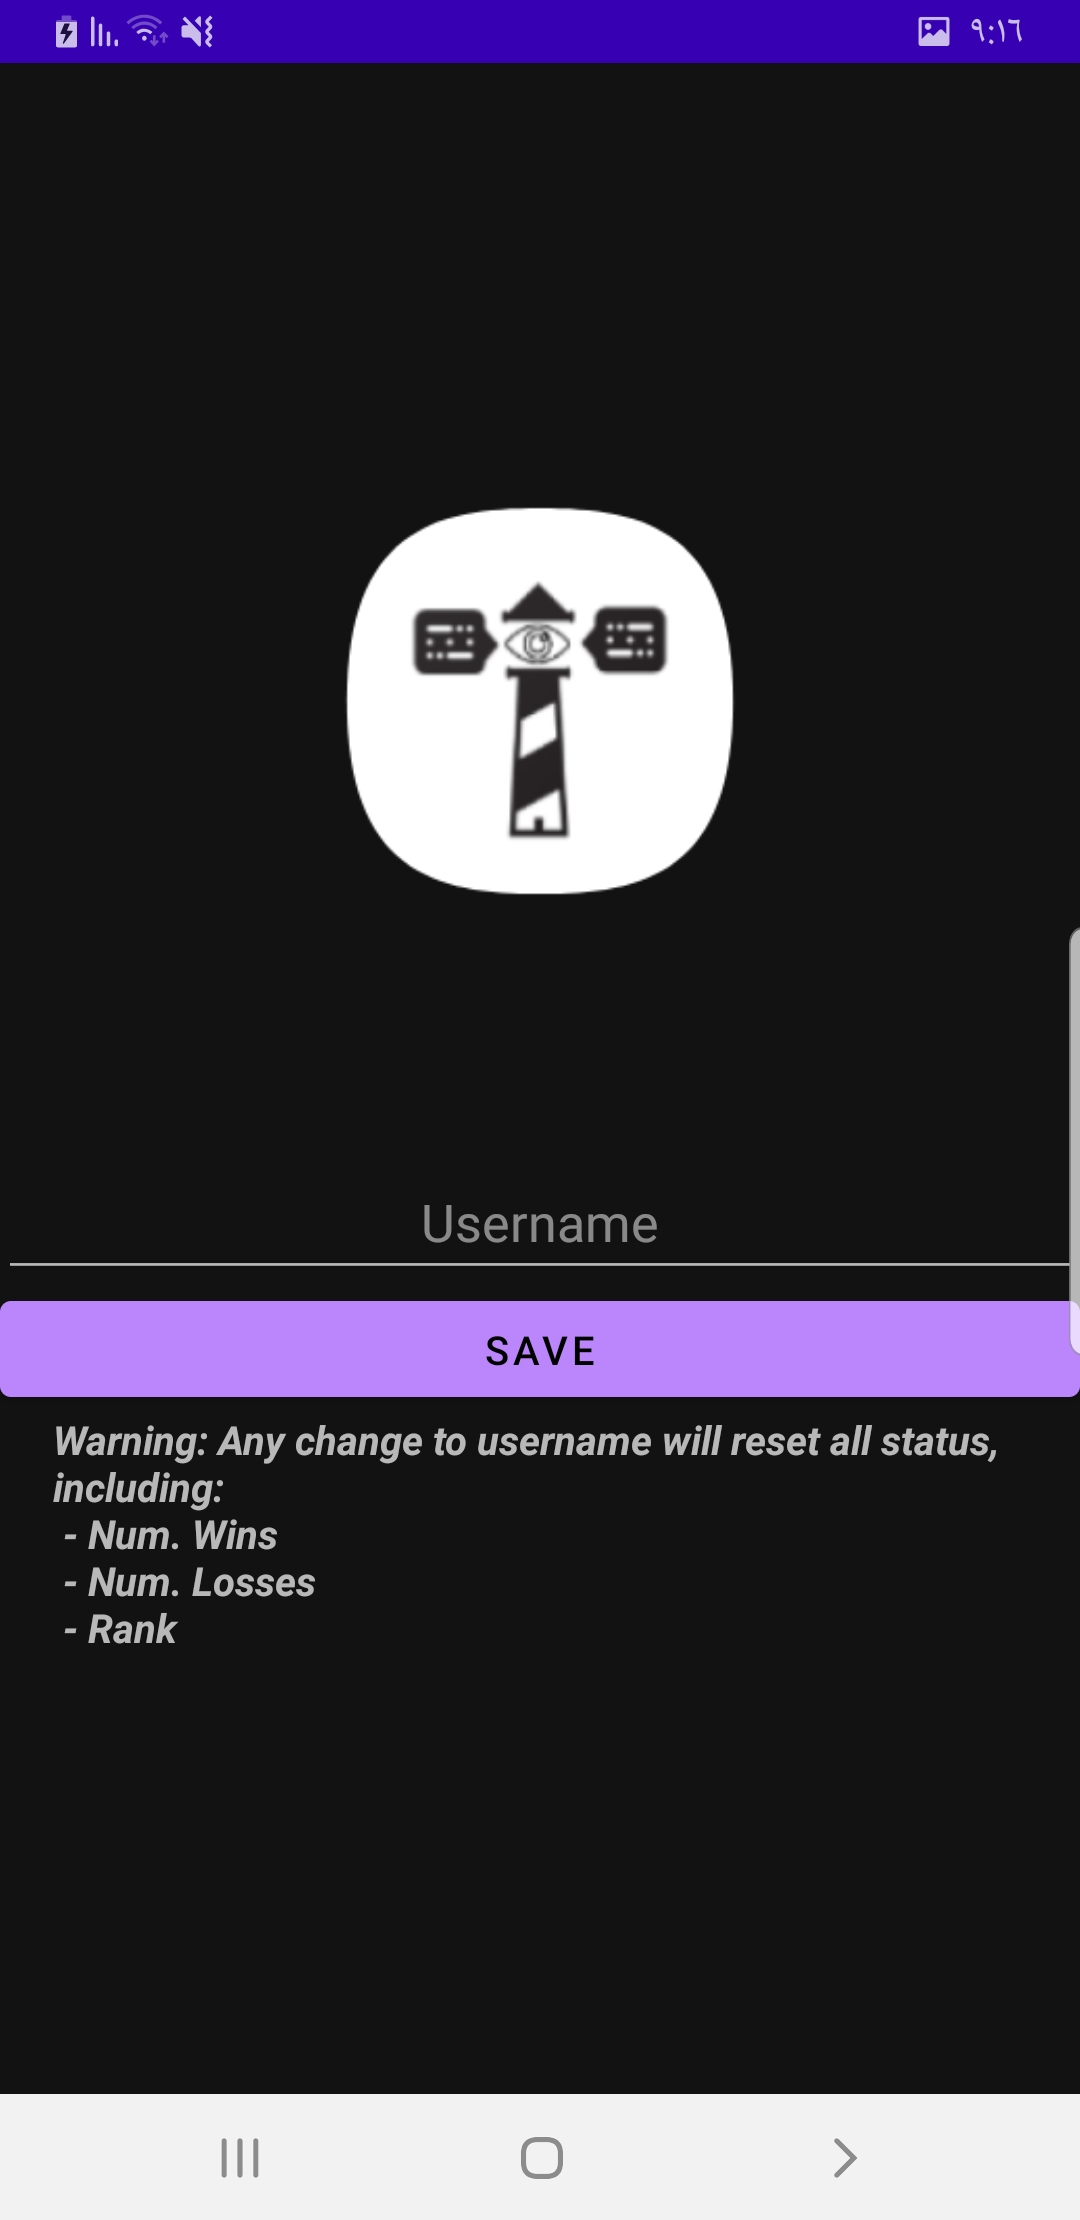 ٩:١٦
Username
SAVE
Warning: Any change to username will reset all status,
including:
- Num. Wins
- Num. Losses
- Rank